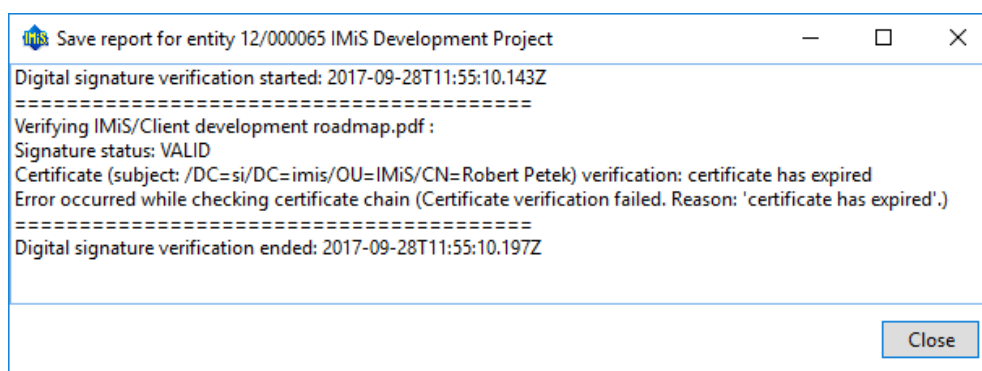 IMiS
Save report for entity 12/000065 IMiS Development Project
Digital signature verification started: 2017-09-28T11:55:10.143Z
========================================
Verifying IMiS/Client development roadmap.pdf :
Signature status: VALID
Certificate (subject: /DC=si/DC=imis/OU=IMiS/CN=Robert Petek) verification: certificate has expired
Error occurred while checking certificate chain (Certificate verification failed. Reason: 'certificate has expired'.)
========================================
Digital signature verification ended: 2017-09-28T11:55:10.197Z
Close